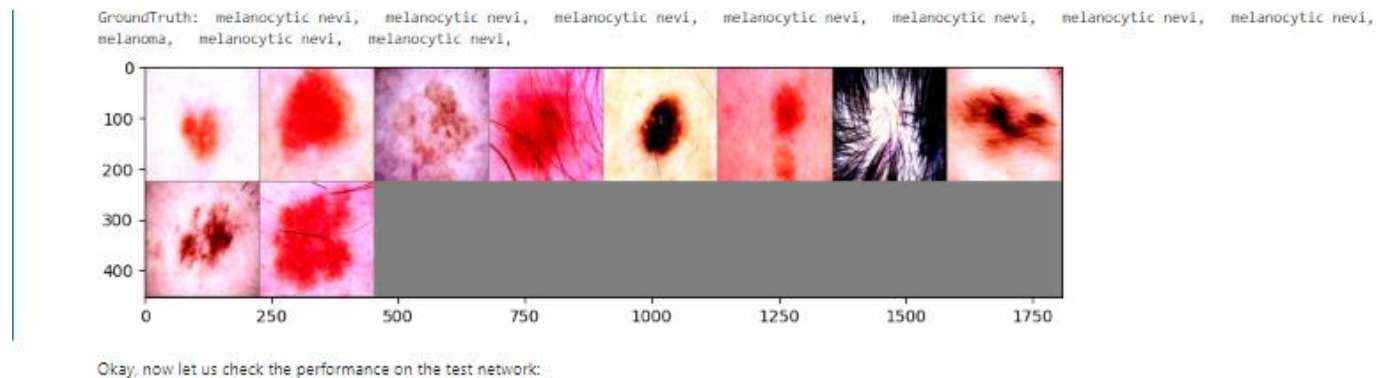 GroundTruth: melanocytic nevi, melanocytic nevi, melanocytic nevi, melanocytic nevi, melanocytic nevi, melanocytic nevi, melanocytic nevi,
melanoma, melanocytic nevi, melanocytic nevi,
0
100
200
300
400
0 250 500 750 1000 1250 1500 1750
Okay, now let us check the performance on the test network: